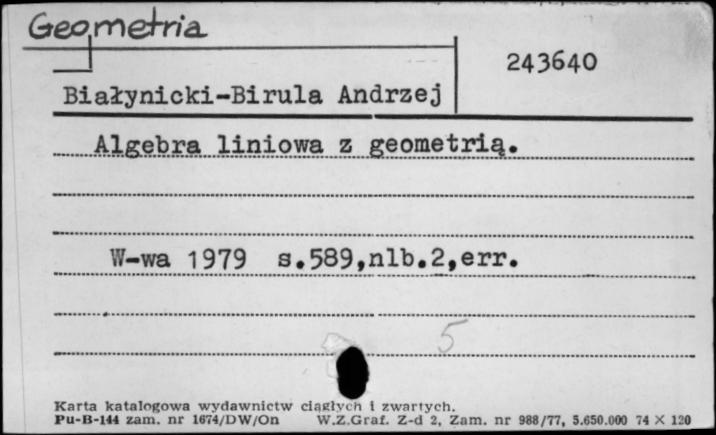 Geometria
243640
Białynicki-Birula Andrzej
Algebra liniowa z geometrią.
W-wa 1979 s.589,nlb.2,err.
5
Karta katalogowa wydawnictw ciągłych i zwartych.
Pu-B-144 zam. nr 1674/DW/On W.Z.Graf. Z-d 2, Zam. nr 988/77, 5.650.000 74 X 120